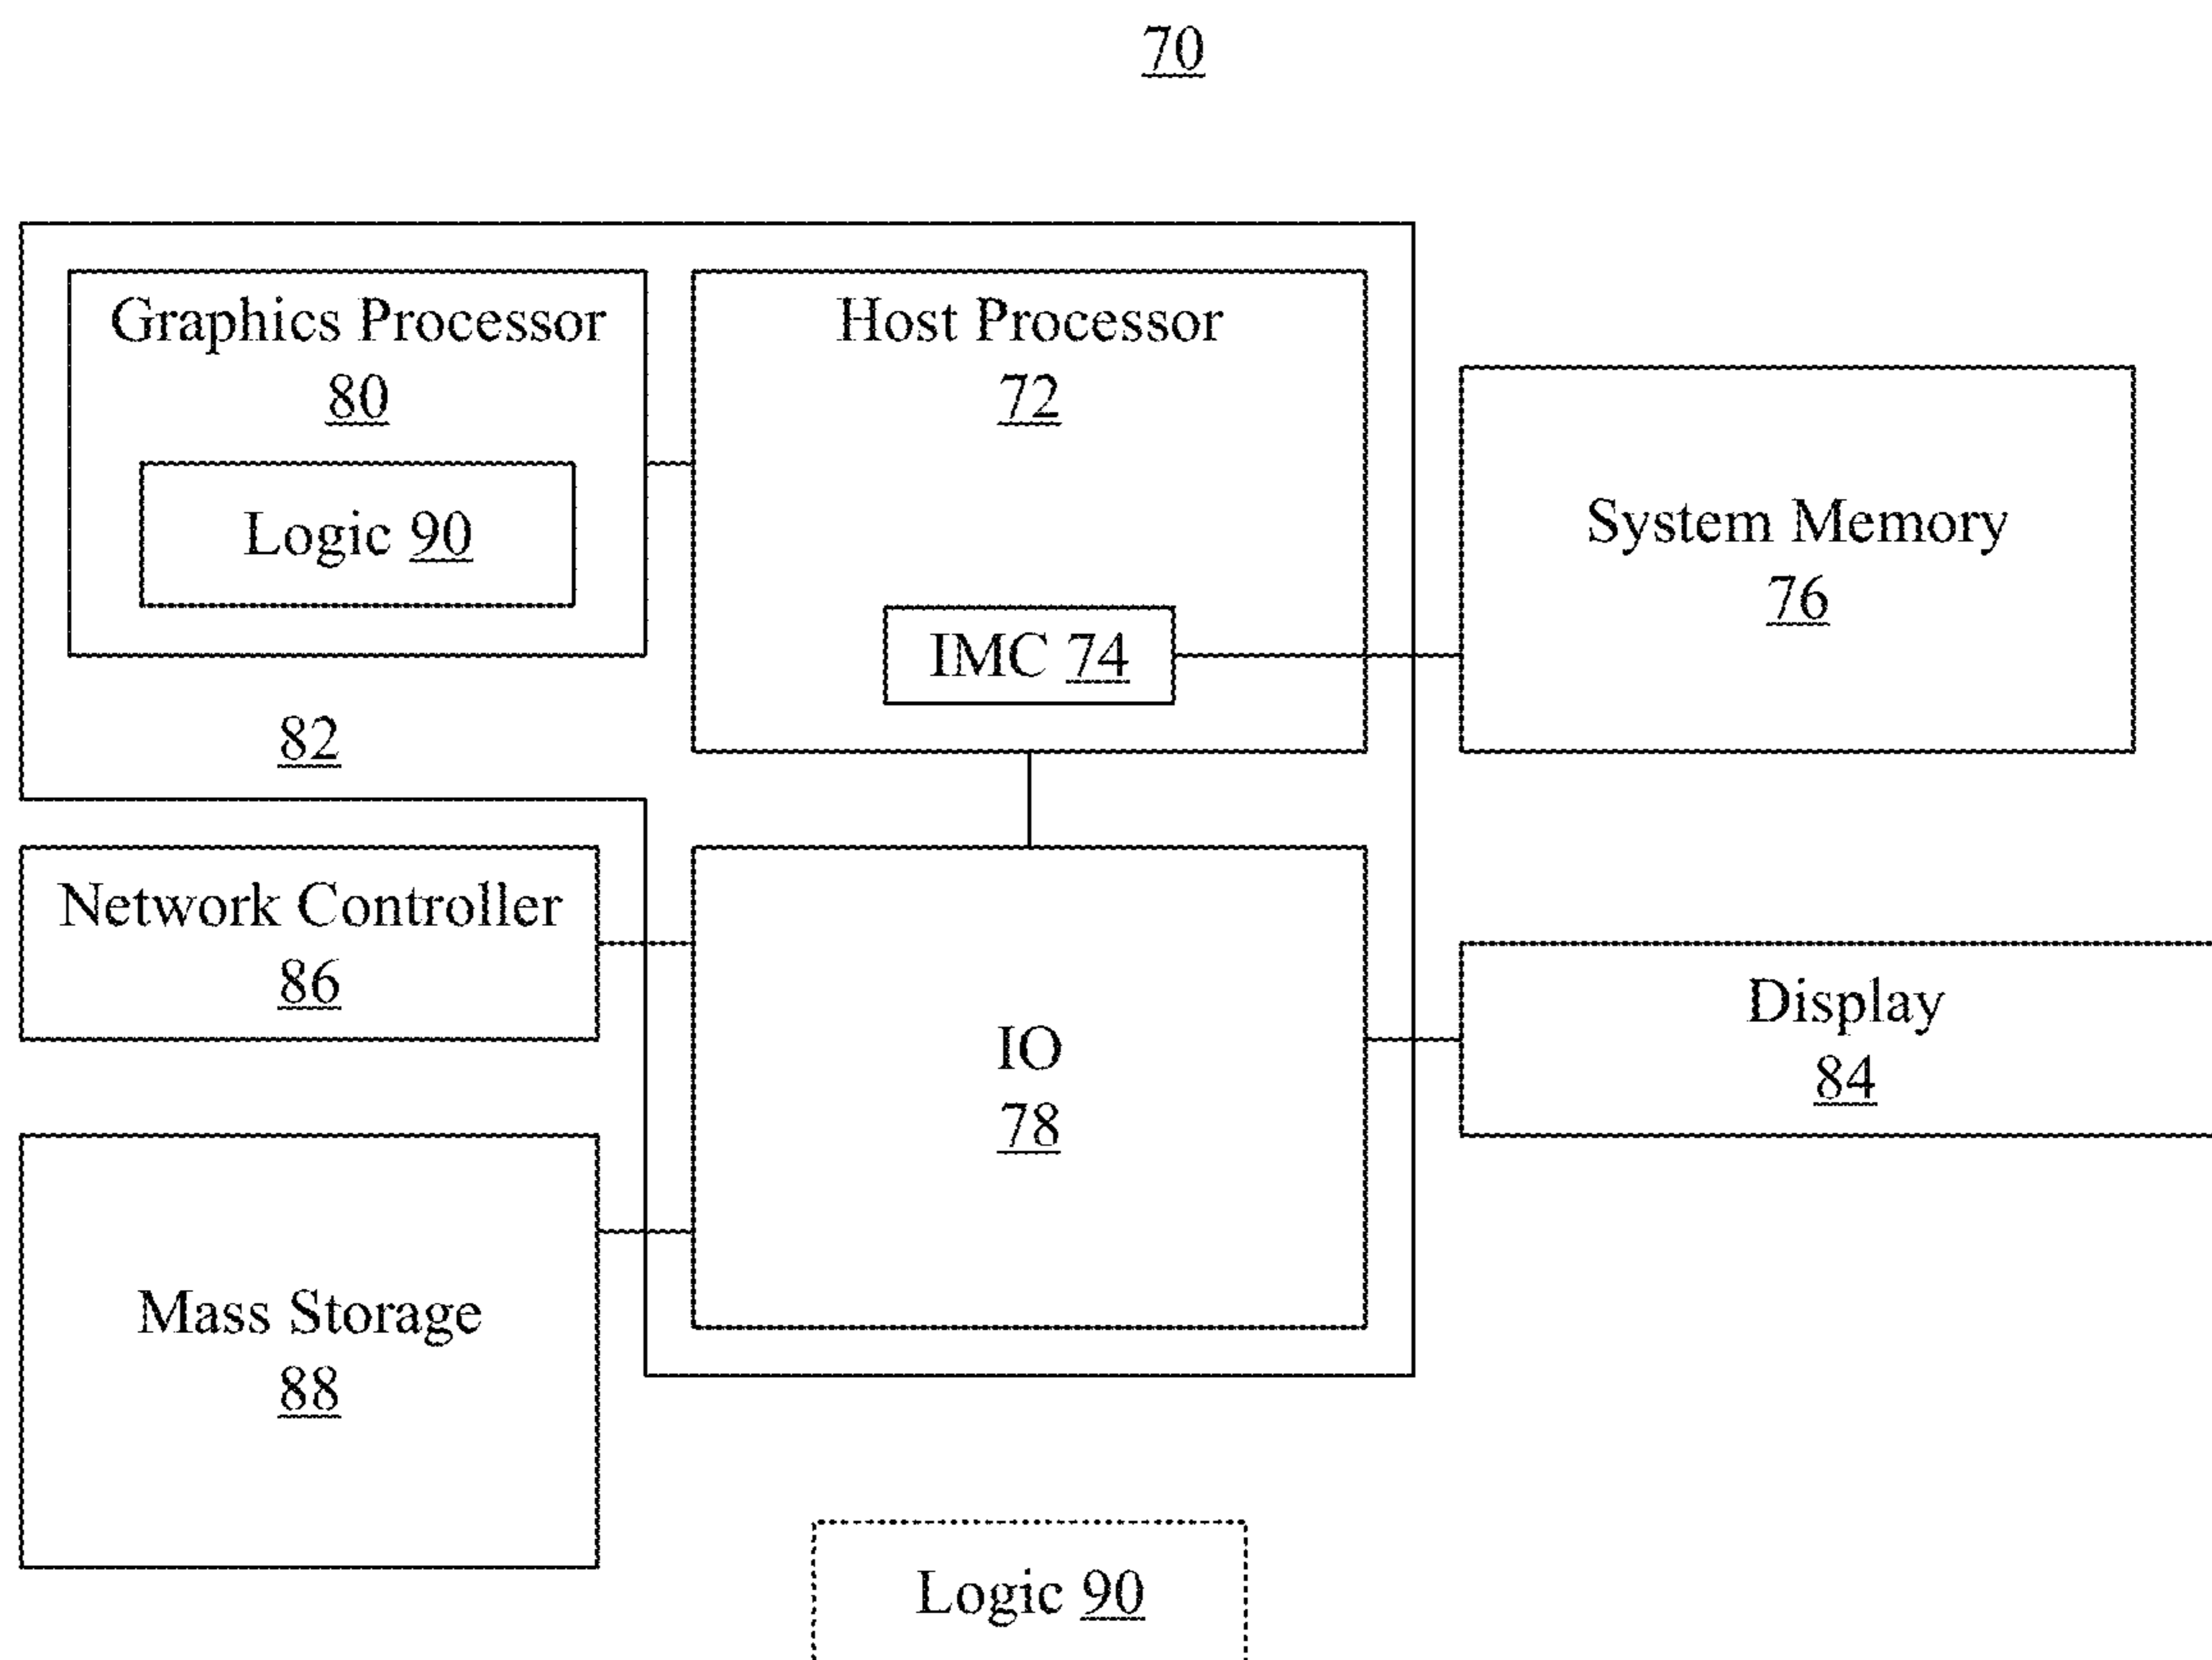 70
Graphics Processor
80
Logic 90
Host Processor
72
IMC 74
System Memory
76
82
Network Controller
86
IO
78
Display
84
Mass Storage
88
Logic 90